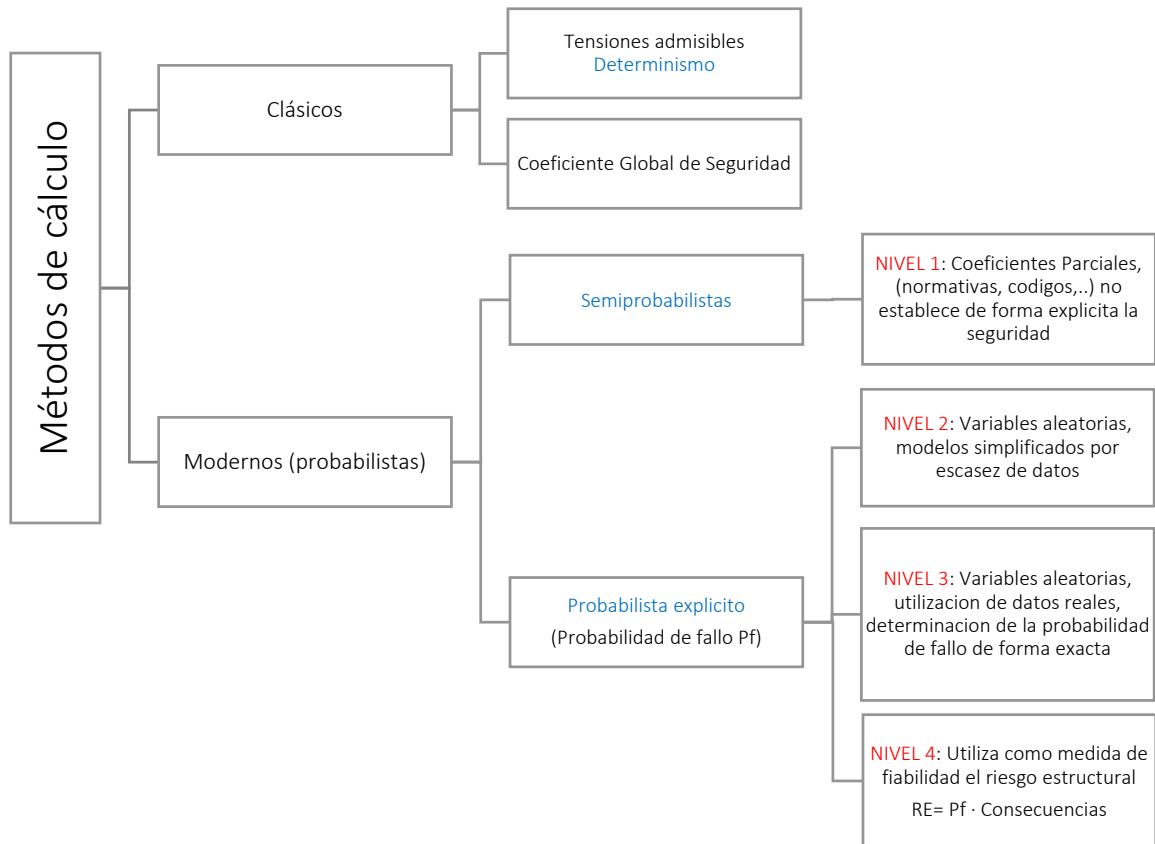 Métodos de cálculo
Clásicos
Tensiones admisibles
Determinismo
Coeficiente Global de Seguridad
Modernos (probabilistas)
Semiprobabilistas
NIVEL 1: Coeficientes Parciales,
(normativas, codigos,..) no
establece de forma explicita la
seguridad
Probabilista explicito
(Probabilidad de fallo Pf)
NIVEL 2: Variables aleatorias,
modelos simplificados por
escasez de datos
NIVEL 3: Variables aleatorias,
utilizacion de datos reales,
determinacion de la probabilidad
de fallo de forma exacta
NIVEL 4: Utiliza como medida de
fiabilidad el riesgo estructural
RE= Pf · Consecuencias